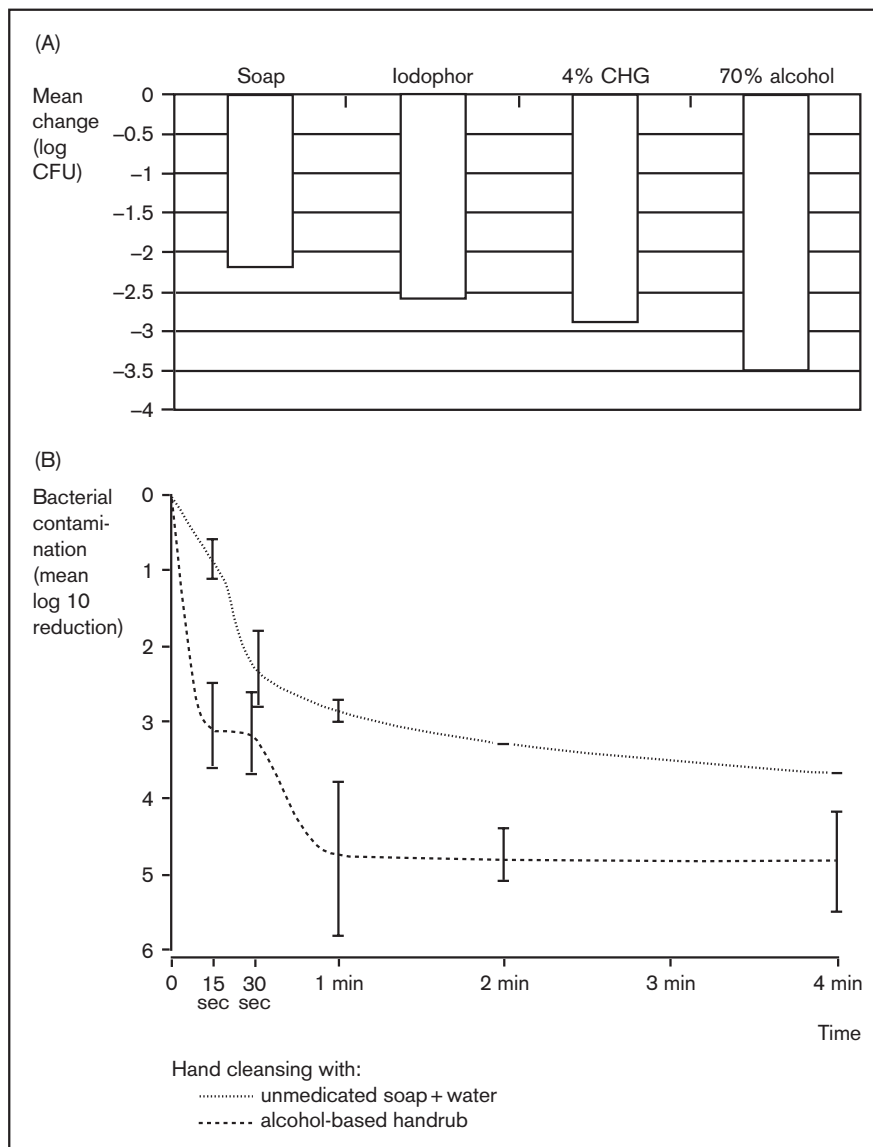 (A)
Soap Iodophor 4% CHG 70% alcohol
Mean
change
(log
CFU)
0
−0.5
−1
−1.5
−2
−2.5
−3
−3.5
−4
(B)
Bacterial
contami-
nation
(mean
log 10
reduction)
0
1
2
3
4
5
6
0 15 30 1 min 2 min 3 min 4 min
sec sec
Time
Hand cleansing with:
unmedicated soap + water
alcohol-based handrub